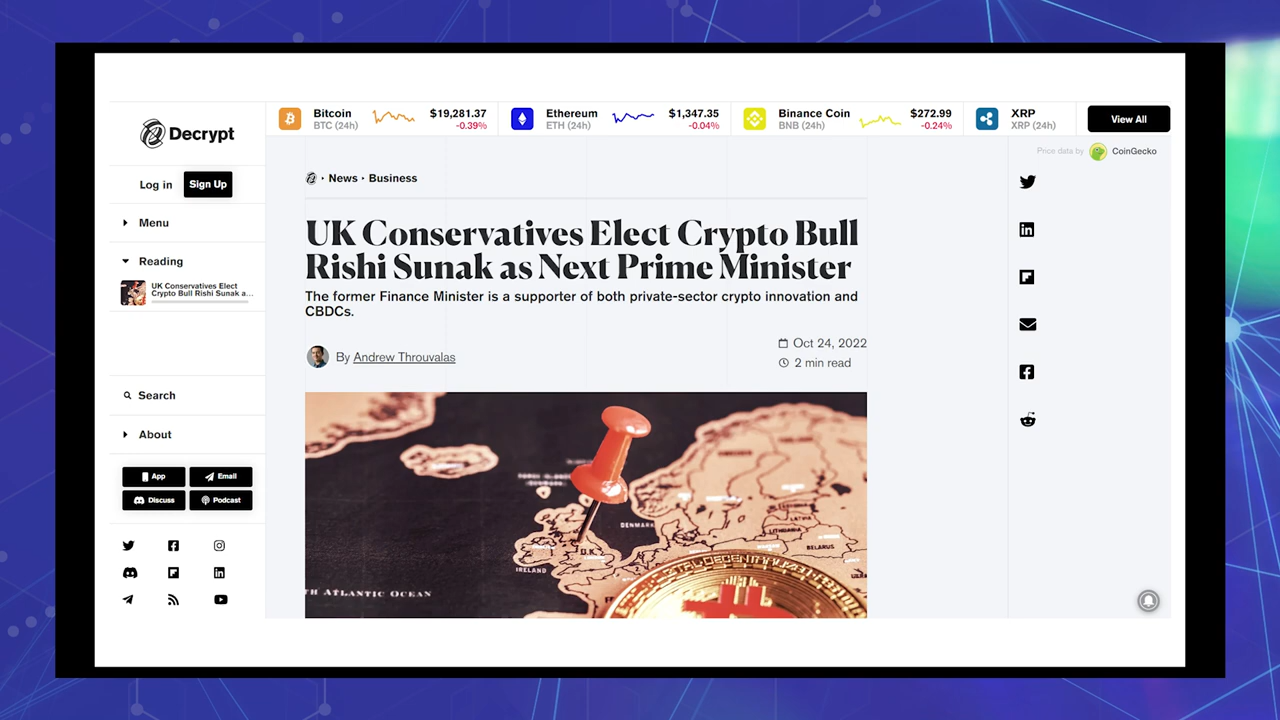 Decrypt
Log in
Sign Up
Menu
Reading
UK Conservatives Elect
Crypto Bull Rishi Sunak a...
Search
About
App
Email
Discuss
Podcast
Bitcoin
BTC (24h)
$19,281.37
-0.39%
Ethereum
ETH (24h)
$1,347.35
-0.04%
Binance Coin
BNB (24h)
$272.99
-0.24%
XRP
XRP (24h)
View All
Price data by CoinGecko
News · Business
UK Conservatives Elect Crypto Bull
Rishi Sunak as Next Prime Minister
The former Finance Minister is a supporter of both private-sector crypto innovation and
CBDCs.
By Andrew Throuvalas
Oct 24, 2022
2 min read
DENMARK
U.K.
IRELAND
LATVIA
LITHUANIA
BELARUS
TH ATLANTIC OCEAN